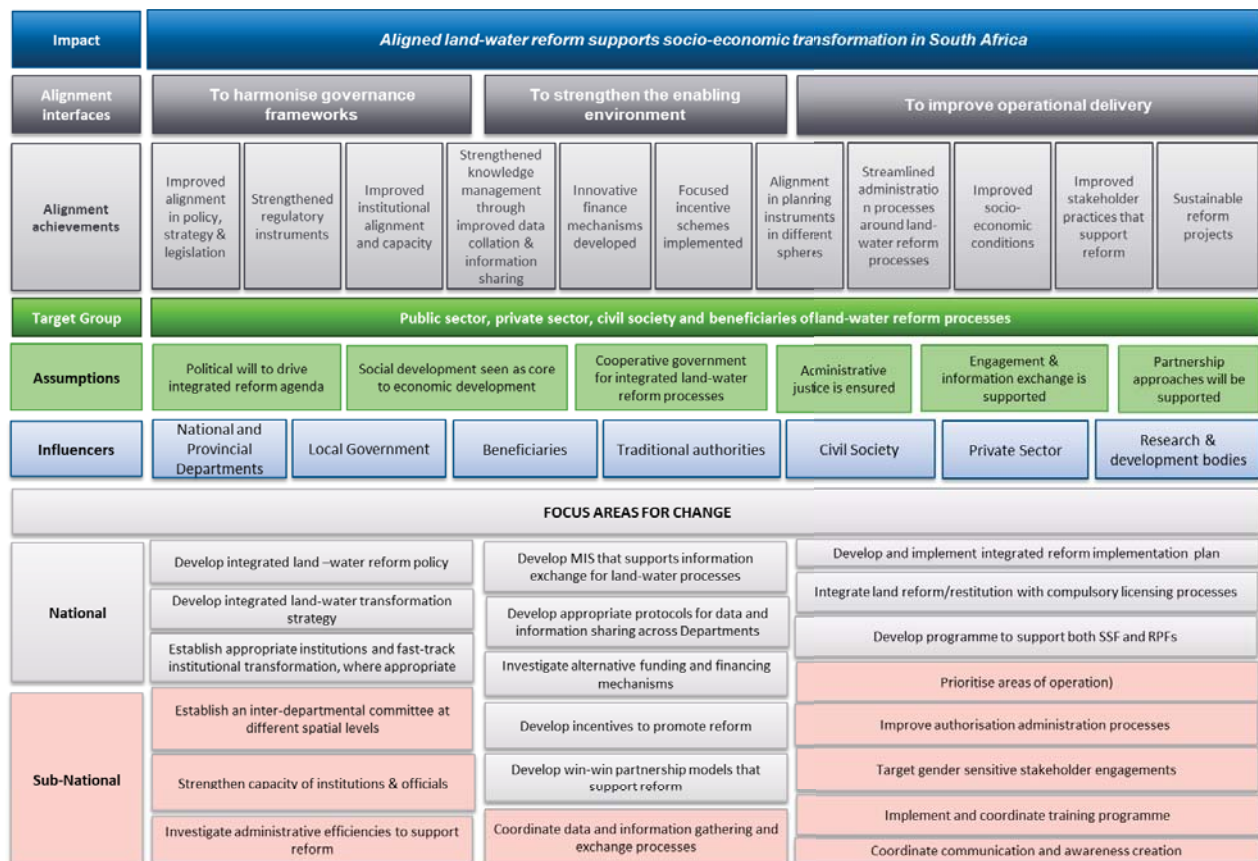 Impact
Aligned land-water reform supports socio-economic transformation in South Africa
Alignment
interfaces
To harmonise governance
frameworks
To strengthen the enabling
environment
To improve operational delivery
Alignment
achievements
Improved
alignment
in policy,
strategy &
legislation
Strengthened
regulatory
instruments
Improved
institutional
alignment
and capacity
Strengthened
knowledge
management
through
improved data
collation &
information
sharing
Innovative
finance
mechanisms
developed
Focused
incentive
schemes
implemented
Alignment
in planning
instruments
in different
spheres
Streamlined
administratio
n processes
around land-
water reform
processes
Improved
socio-
economic
conditions
Improved
stakeholder
practices that
support
reform
Sustainable
reform
projects
Target Group
Public sector, private sector, civil society and beneficiaries of land-water reform processes
Assumptions
Political will to drive
integrated reform agenda
Social development seen as core
to economic development
Cooperative government
for integrated land-water
reform processes
Administrative
justice is ensured
Engagement &
information exchange is
supported
Partnership
approaches will be
supported
Influencers
National and
Provincial
Departments
Local Government
Beneficiaries
Traditional authorities
Civil Society
Private Sector
Research &
development bodies
FOCUS AREAS FOR CHANGE
National
Develop integrated land –water reform policy
Develop integrated land-water transformation
strategy
Establish appropriate institutions and fast-track
institutional transformation, where appropriate
Develop MIS that supports information
exchange for land-water processes
Develop appropriate protocols for data and
information sharing across Departments
Investigate alternative funding and financing
mechanisms
Develop and implement integrated reform implementation plan
Integrate land reform/restitution with compulsory licensing processes
Develop programme to support both SSF and RPFs
Sub-National
Establish an inter-departmental committee at
different spatial levels
Strengthen capacity of institutions & officials
Investigate administrative efficiencies to support
reform
Develop incentives to promote reform
Develop win-win partnership models that
support reform
Coordinate data and information gathering and
exchange processes
Prioritise areas of operation)
Improve authorisation administration processes
Target gender sensitive stakeholder engagements
Implement and coordinate training programme
Coordinate communication and awareness creation